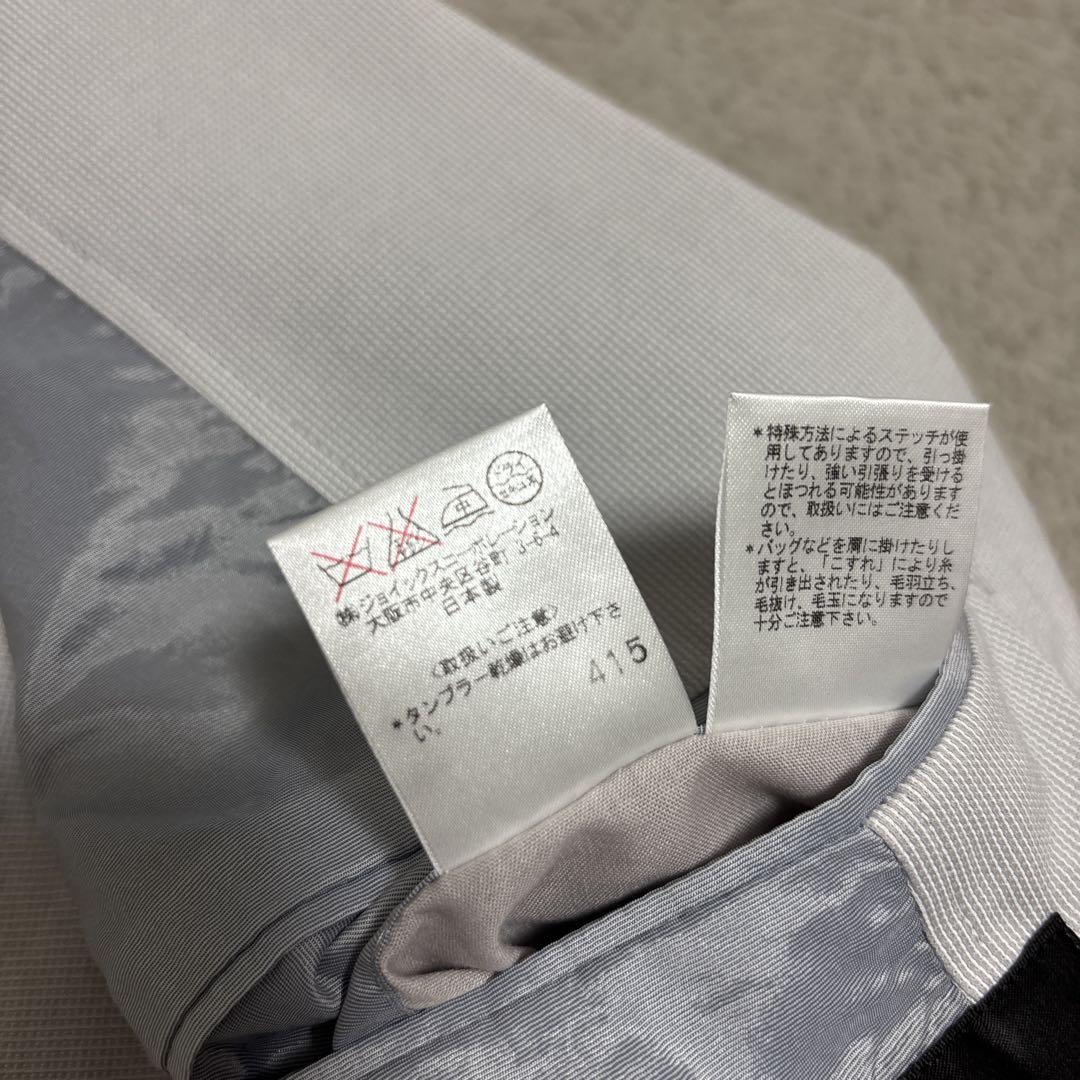 中
ドライ
セキユ系
㈱ジョイックスコーポレーション
大阪市中央区谷町 3-6-4
日本製
〈取扱いご注意〉
*タンブラー乾燥はお避け下さ
い。
415
*特殊方法によるステッチが使
用してありますので、引っ掛
けたり、強い引張りを受ける
とほつれる可能性があります
ので、取扱いにはご注意くだ
さい。
*バッグなどを肩に掛けたりし
ますと、「こすれ」により糸
が引き出されたり、毛羽立ち、
毛抜け、毛玉になりますので
十分ご注意下さい。